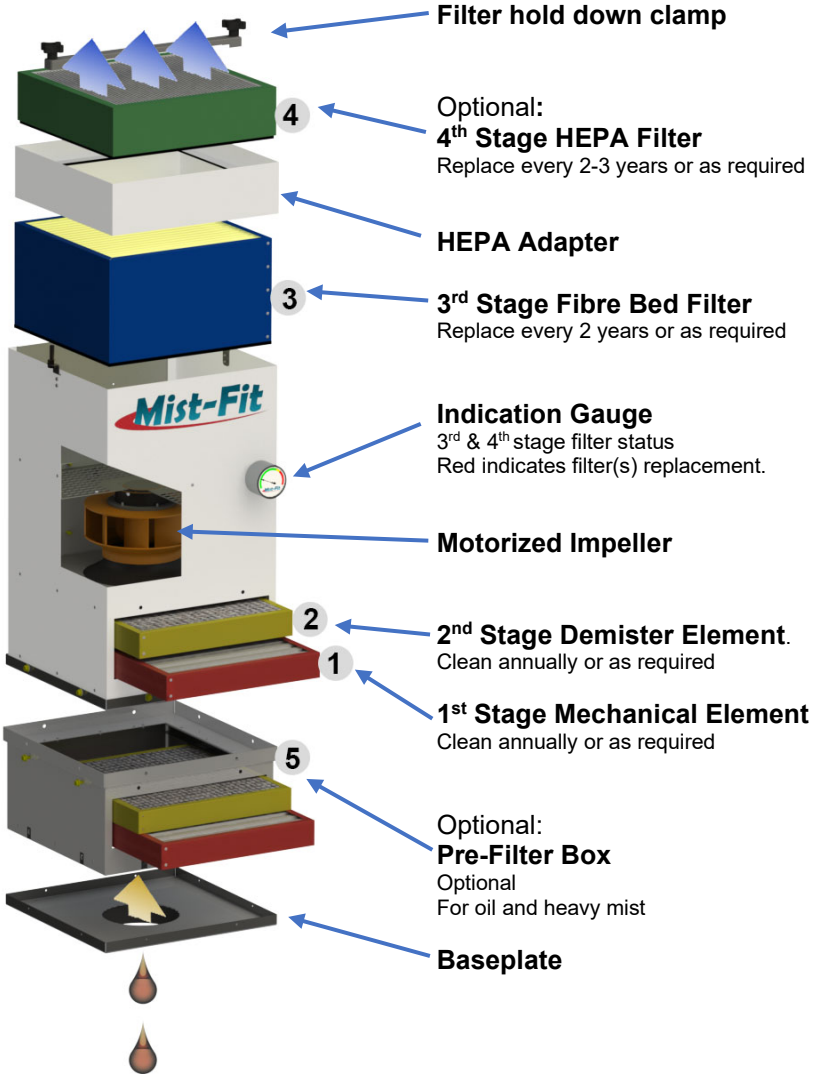 Filter hold down clamp
4
Optional:
4th Stage HEPA Filter
Replace every 2-3 years or as required
HEPA Adapter
3
3rd Stage Fibre Bed Filter
Replace every 2 years or as required
Mist-Fit
Indication Gauge
3rd & 4th stage filter status
Red indicates filter(s) replacement.
Mist-Fit
Motorized Impeller
2
2nd Stage Demister Element.
Clean annually or as required
1
1st Stage Mechanical Element
Clean annually or as required
5
Optional:
Pre-Filter Box
Optional
For oil and heavy mist
Baseplate